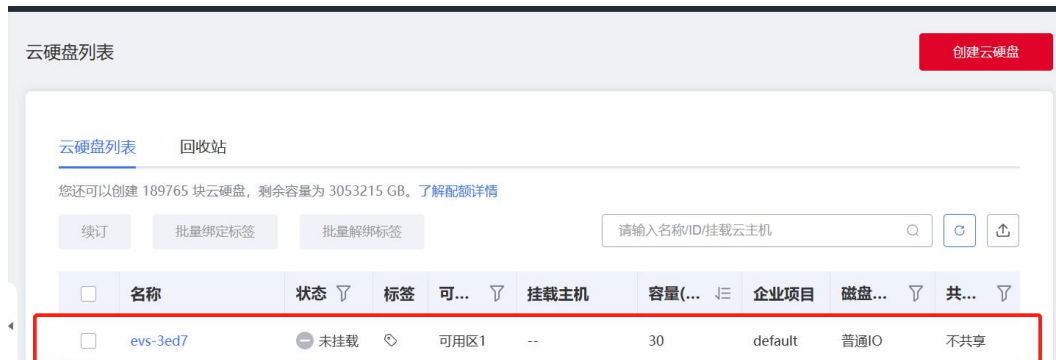 云硬盘列表 创建云硬盘
云硬盘列表 回收站
您还可以创建 189765 块云硬盘，剩余容量为 3053215 GB。了解配额详情
续订 批量绑定标签 批量解绑标签 请输入名称/ID/挂载云主机
名称 状态 标签 可... 挂载主机 容量(... 企业项目 磁盘... 共...
evs-3ed7 未挂载 可用区1 -- 30 default 普通IO 不共享